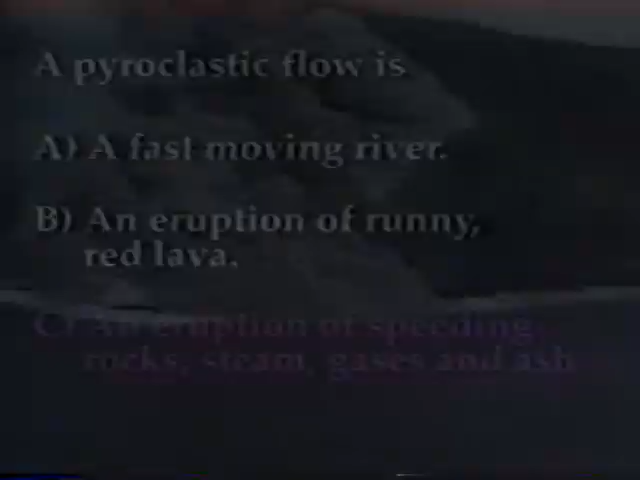 A pyroclastic flow is
A) A fast moving river.
B) An eruption of runny,
red lava.
C) An eruption of speeding
rocks, steam, gases and ash